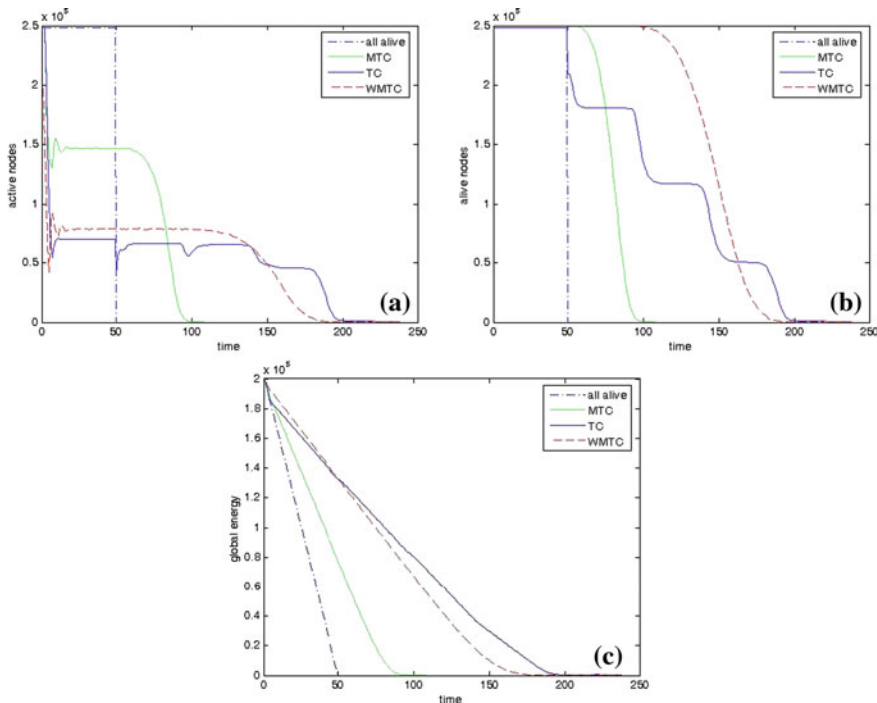 x 10^5
2.5
2
1.5
1
0.5
0
active nodes
0 50 100 150 200 250
time
all alive
MTC
TC
WMTC
(a)
x 10^5
2.5
2
1.5
1
0.5
0
alive nodes
0 50 100 150 200 250
time
all alive
MTC
TC
WMTC
(b)
x 10^5
2
1.8
1.6
1.4
1.2
1
0.8
0.6
0.4
0.2
0
global energy
0 50 100 150 200 250
time
all alive
MTC
TC
WMTC
(c)